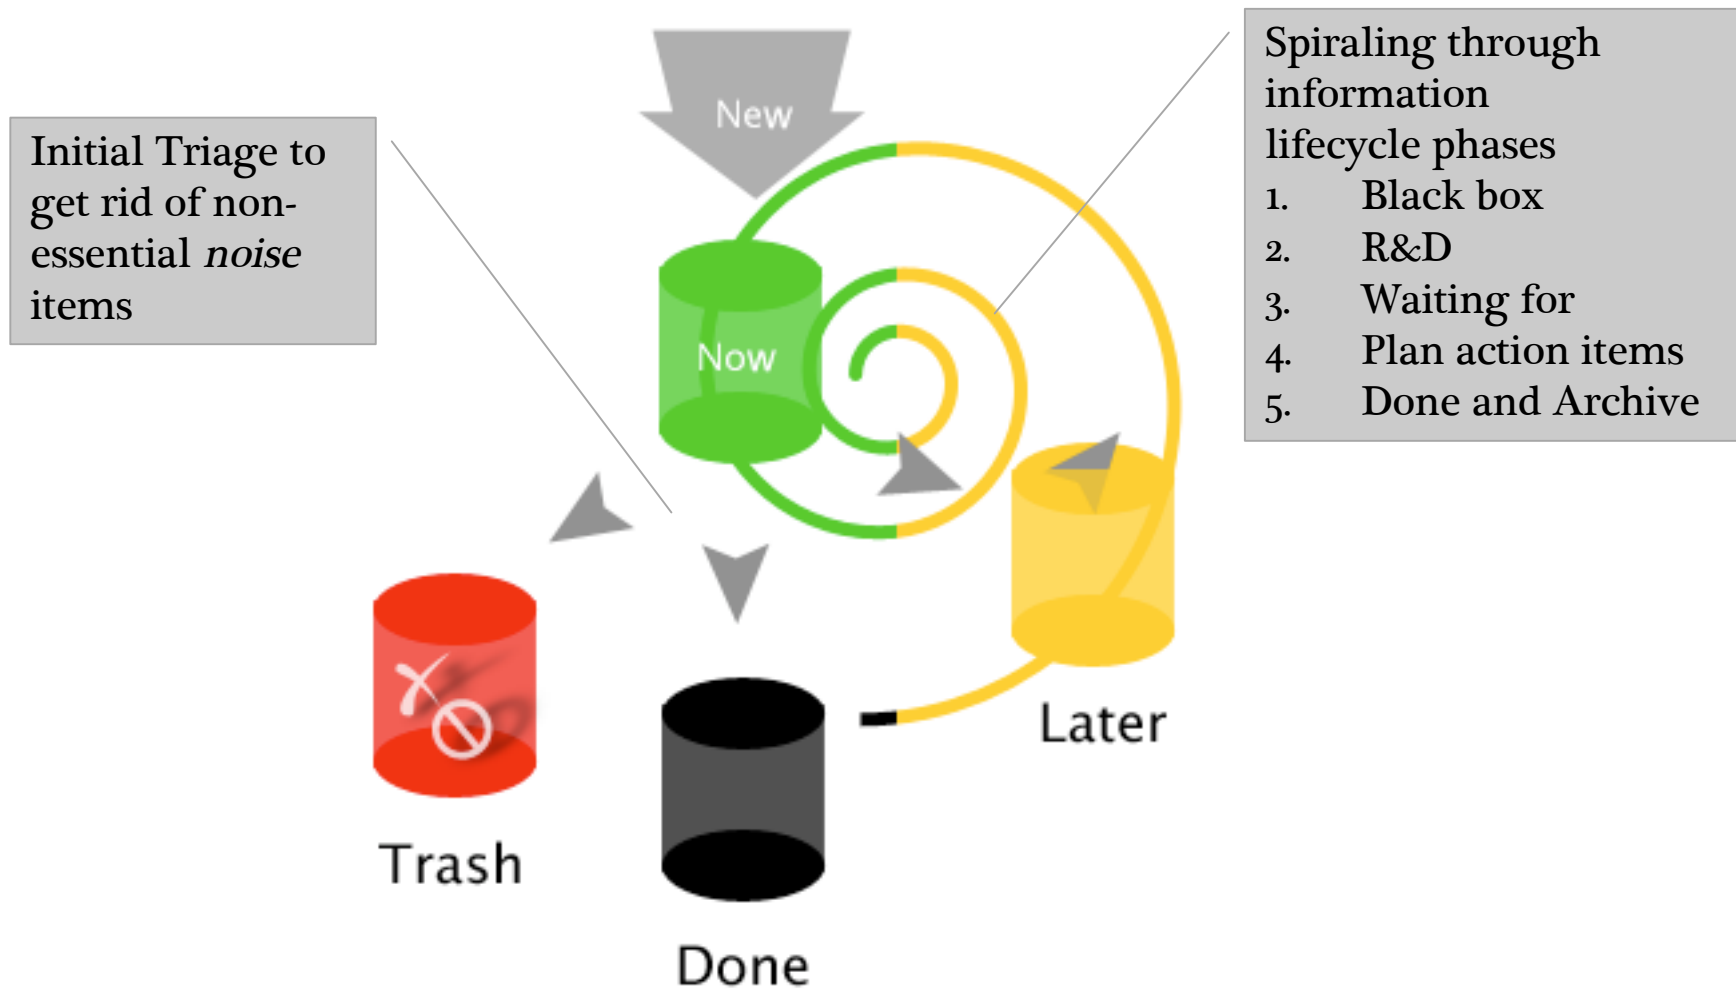 Initial Triage to
get rid of non-
essential noise
items
New
Now
Spiraling through
information
lifecycle phases
1. Black box
2. R&D
3. Waiting for
4. Plan action items
5. Done and Archive
Later
Trash
Done